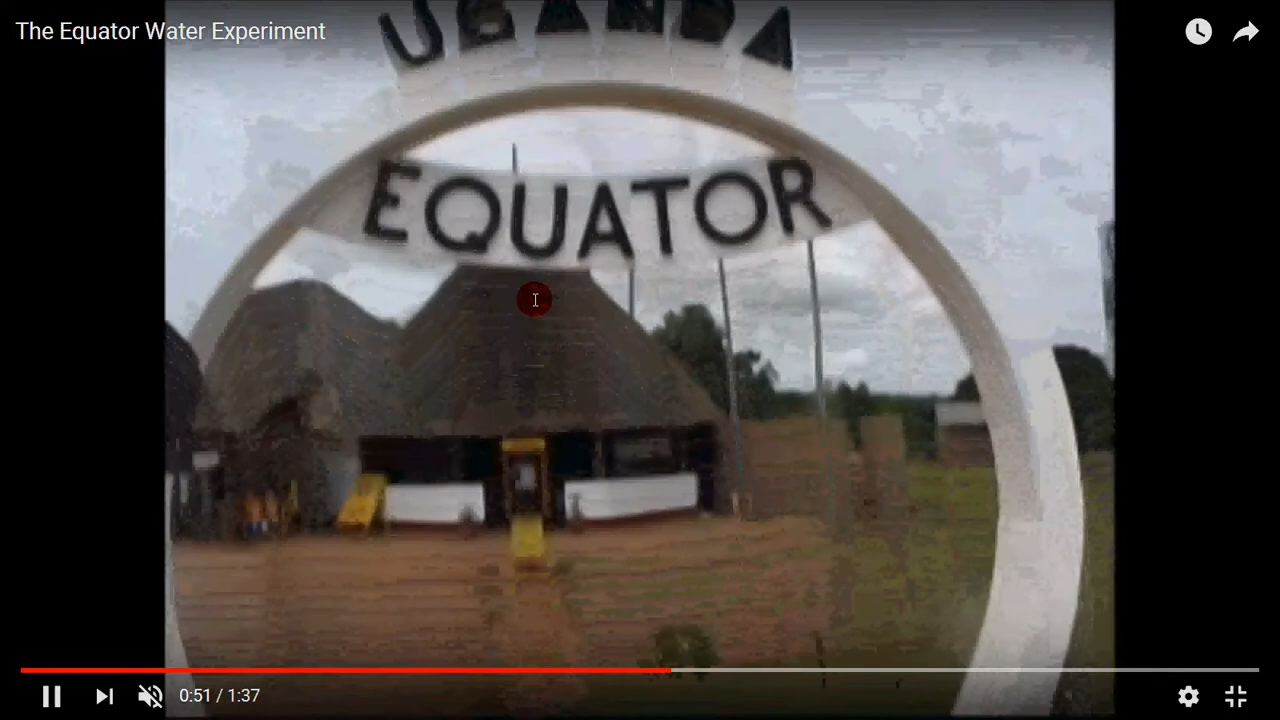 The Equator Water Experiment
UGANDA
EQUATOR
0:51 / 1:37